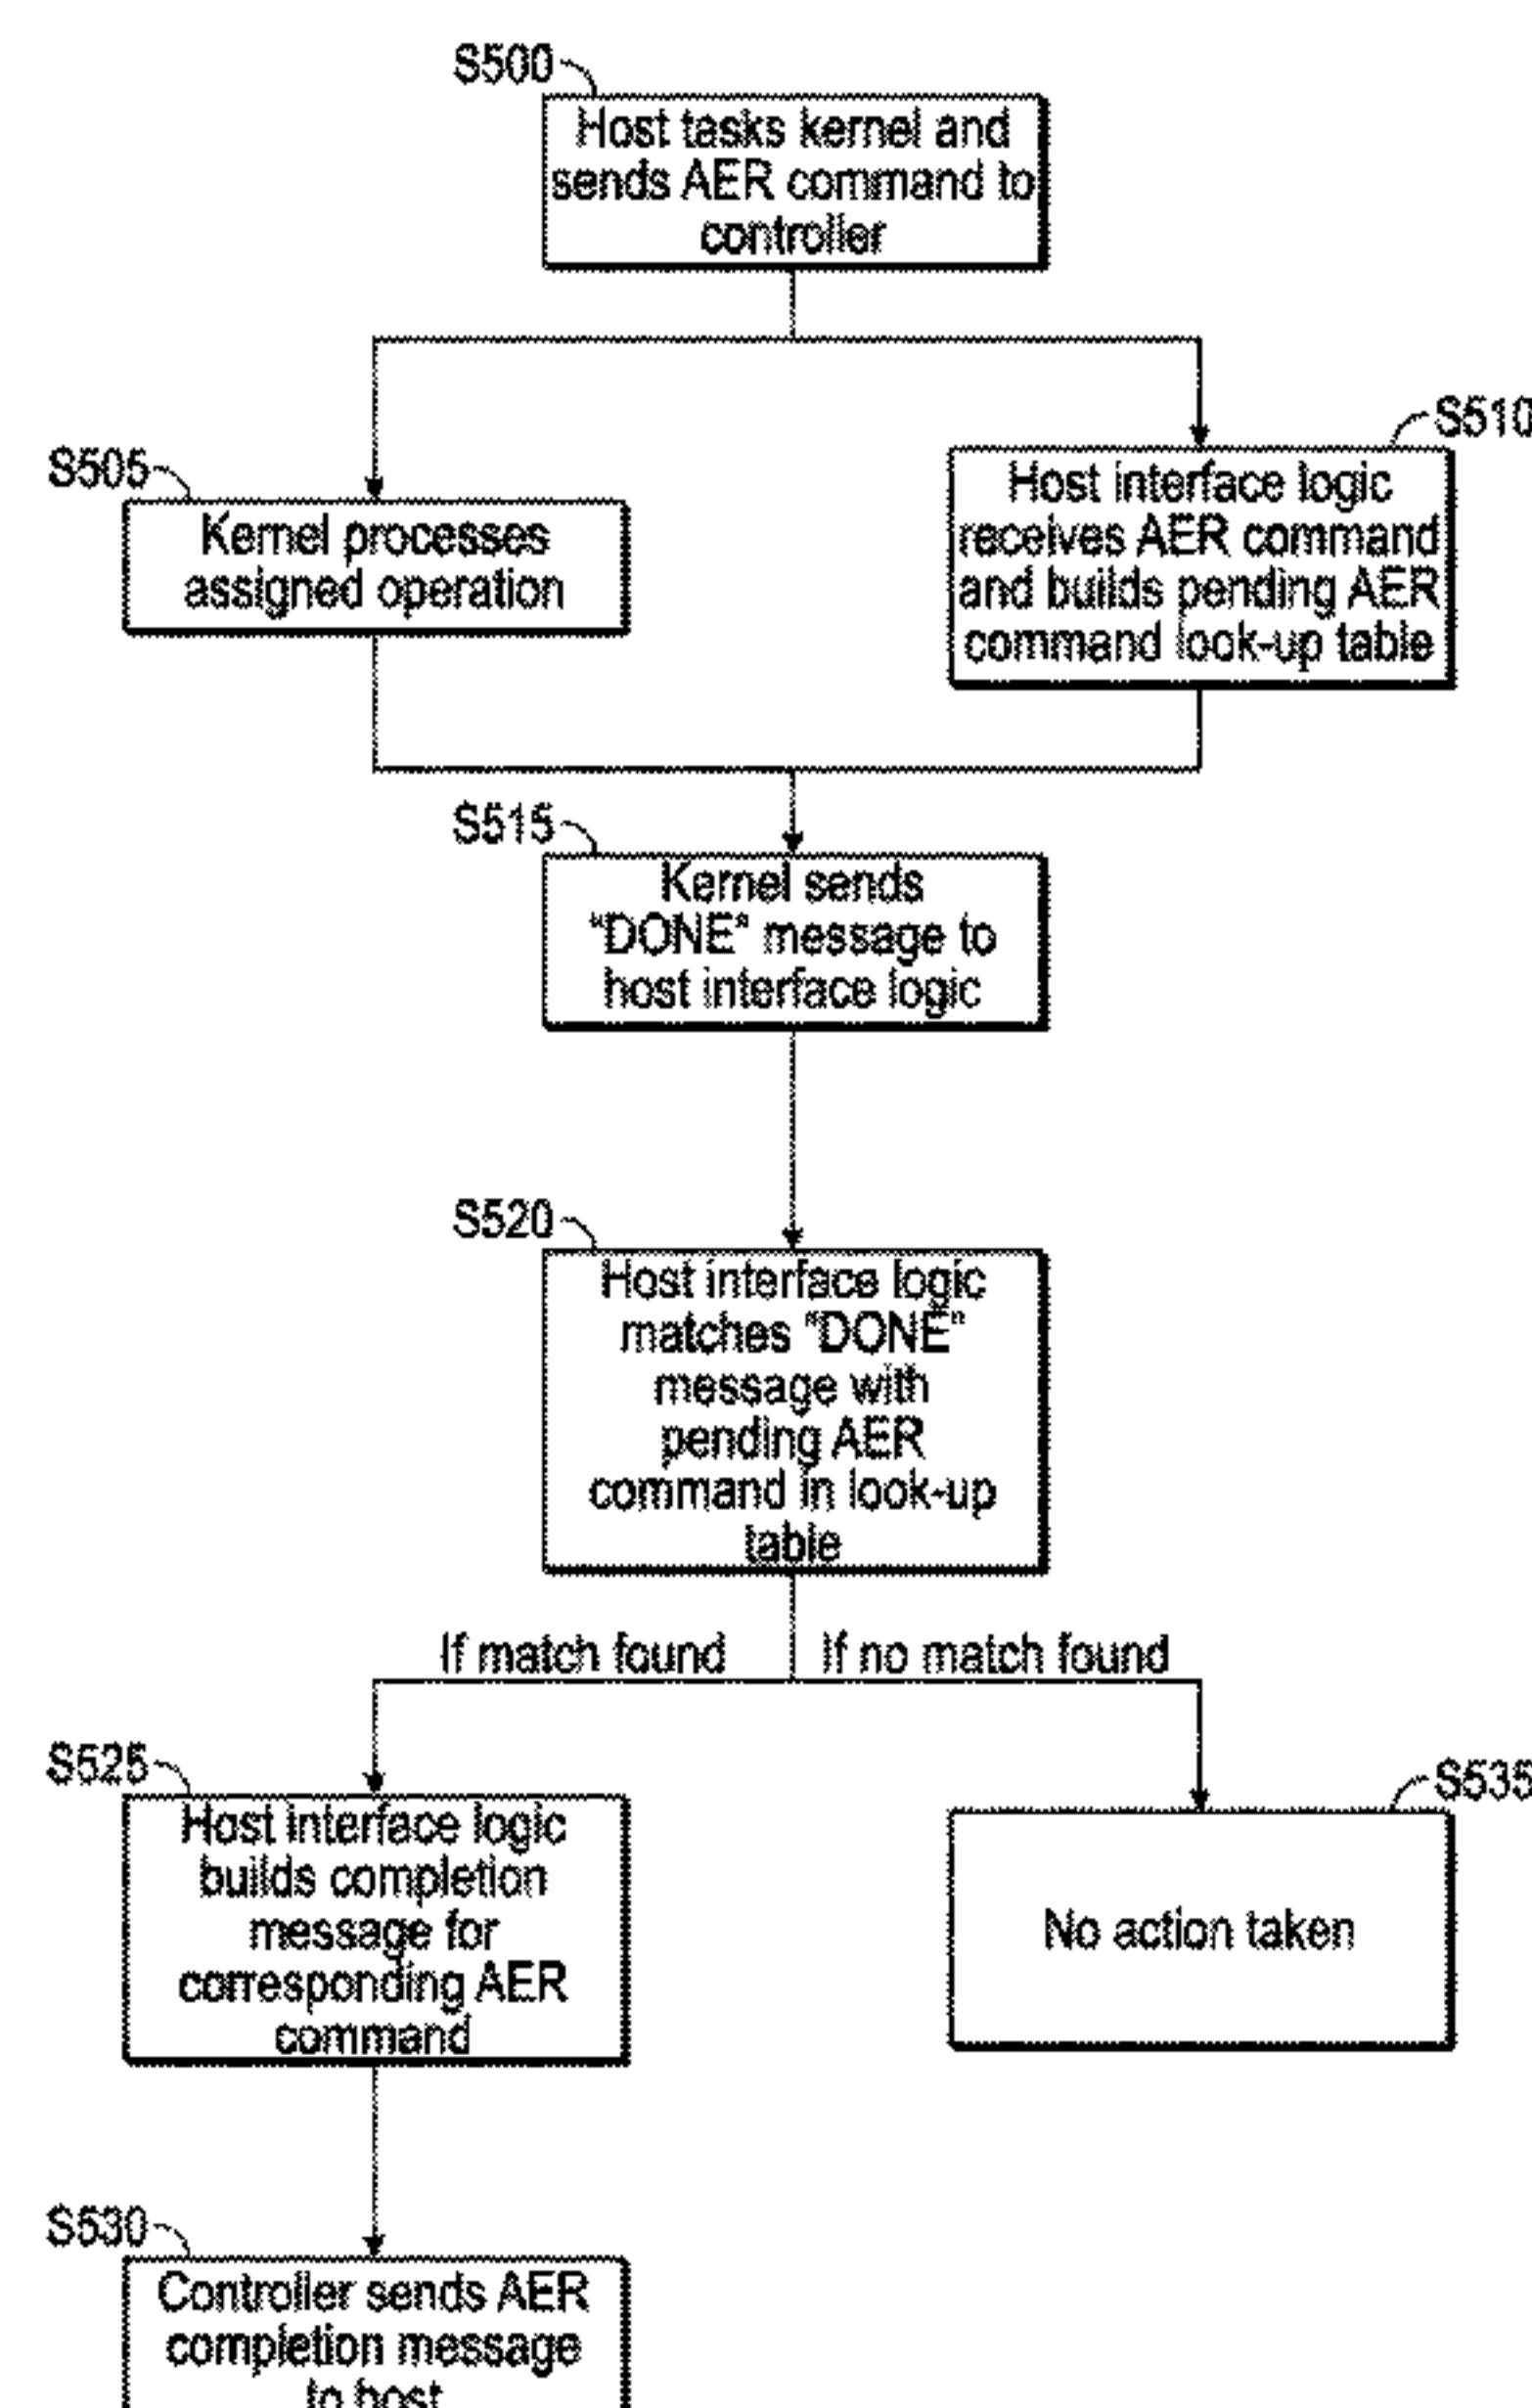 S500
Host tasks kernel and
sends AER command to
controller
S505
Kernel processes
assigned operation
S510
Host interface logic
receives AER command
and builds pending AER
command look-up table
S515
Kernel sends
"DONE" message to
host interface logic
S520
Host interface logic
matches "DONE"
message with
pending AER
command in look-up
table
If match found
If no match found
S525
Host interface logic
builds completion
message for
corresponding AER
command
S535
No action taken
S530
Controller sends AER
completion message
to host